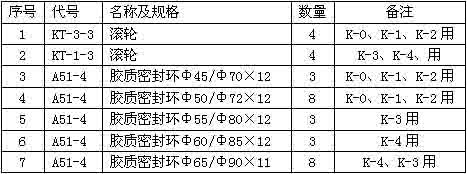 序号 代号 名称及规格 数量 备注
1 KT-3-3 滚轮 4 K-0、K-1、K-2用
2 KT-1-3 滚轮 4 K-3、K-4、用
3 A51-4 胶质密封环Φ45/Φ70×12 3 K-0、K-1、K-2用
4 A51-4 胶质密封环Φ50/Φ72×12 8 K-0、K-1、K-2用
5 A51-4 胶质密封环Φ55/Φ80×12 3 K-3用
6 A51-4 胶质密封环Φ60/Φ85×12 3 K-4用
7 A51-4 胶质密封环Φ65/Φ90×11 8 K-4、K-3用